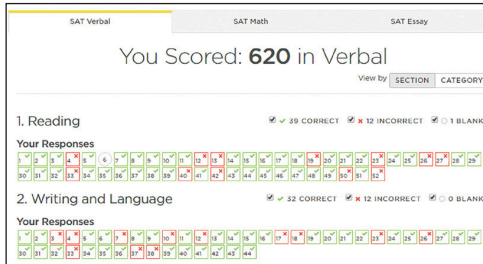 SAT Verbal SAT Math SAT Essay
You Scored: 620 in Verbal
View by SECTION CATEGORY
1. Reading 39 CORRECT 12 INCORRECT 1 BLANK
Your Responses
1 2 3 4 5 6 7 8 9 10 11 12 13 14 15 16 17 18 19 20 21 22 23 24 25 26 27 28 29
30 31 32 33 34 35 36 37 38 39 40 41 42 43 44 45 46 47 48 49 50 51 52
2. Writing and Language 32 CORRECT 12 INCORRECT 0 BLANK
Your Responses
1 2 3 4 5 6 7 8 9 10 11 12 13 14 15 16 17 18 19 20 21 22 23 24 25 26 27 28 29
30 31 32 33 34 35 36 37 38 39 40 41 42 43 44